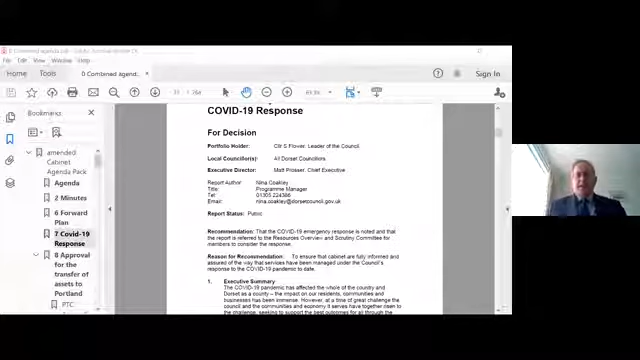 Home Tools 0 Combined agend... × Sign In
Bookmarks
amended
Cabinet
Agenda Pack
Agenda
2 Minutes
6 Forward
Plan
7 Covid-19
Response
8 Approval
for the
transfer of
assets to
Portland
PTC
COVID-19 Response
For Decision
Portfolio Holder: Cllr S Flower, Leader of the Council
Local Councillor(s): All Dorset Councillors
Executive Director: Matt Prosser, Chief Executive
Report Author Nina Coakley
Title: Programme Manager
Tel: 01305 224386
Email: nina.coakley@dorsetcouncil.gov.uk
Report Status: Public
Recommendation: That the COVID-19 emergency response is noted and that
the report is referred to the Resources Overview and Scrutiny Committee for
members to consider the response.
Reason for Recommendation: To ensure that cabinet are fully informed and
assured of the way that services have been managed under the Council's
response to the COVID-19 pandemic to date.
1. Executive Summary
The COVID-19 pandemic has affected the whole of the country and
Dorset as a county – the impact on our residents, communities and
businesses has been immense. However, at a time of great challenge the
council and the communities and economy it serves have together risen to
the challenge, seeking to support the best outcomes for all through the